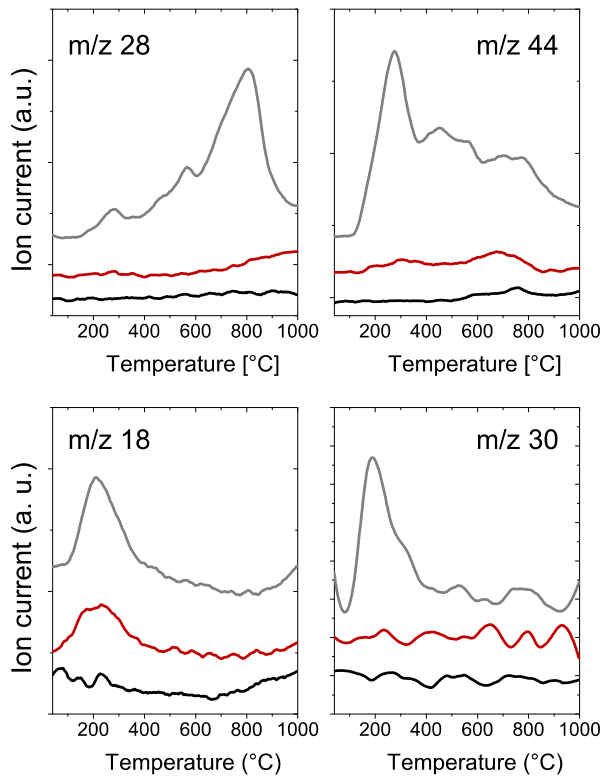 m/z 28
m/z 44
Ion current (a.u.)
200 400 600 800 1000
200 400 600 800 1000
Temperature [°C]
Temperature [°C]
m/z 18
m/z 30
Ion current (a. u.)
200 400 600 800 1000
200 400 600 800 1000
Temperature (°C)
Temperature (°C)